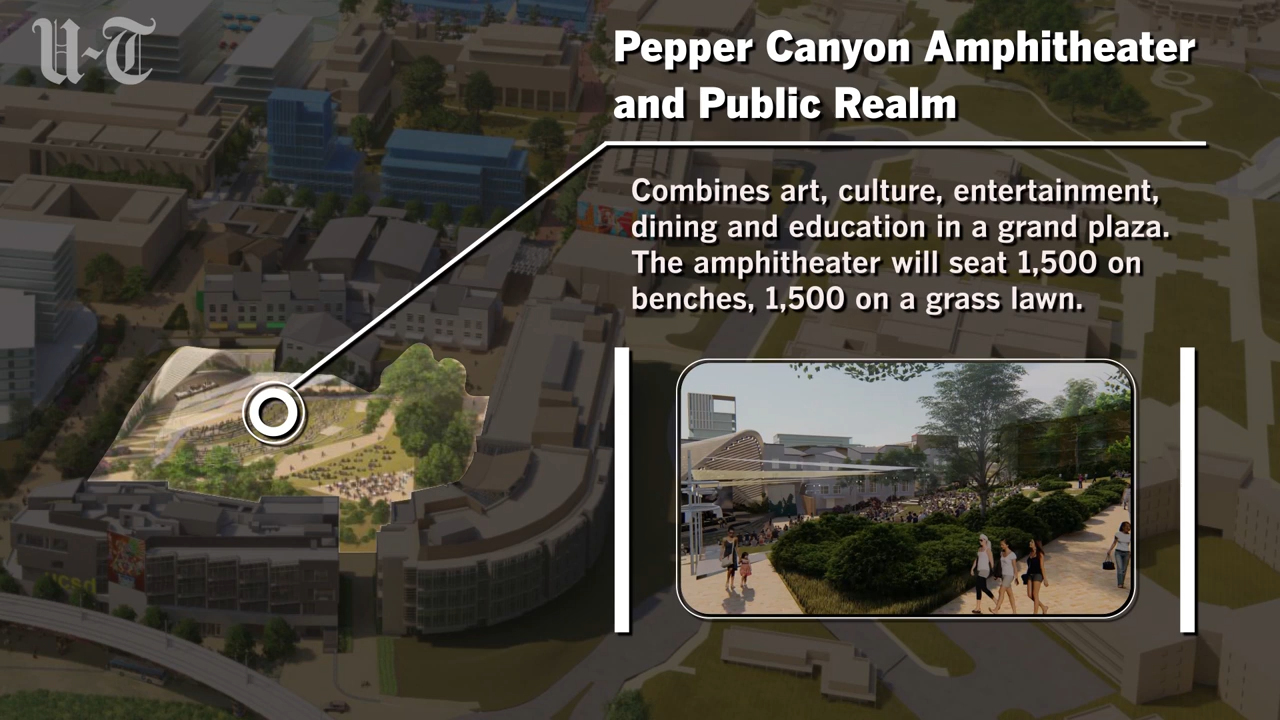 U-T
Pepper Canyon Amphitheater
and Public Realm
Combines art, culture, entertainment,
dining and education in a grand plaza.
The amphitheater will seat 1,500 on
benches, 1,500 on a grass lawn.
ucsd